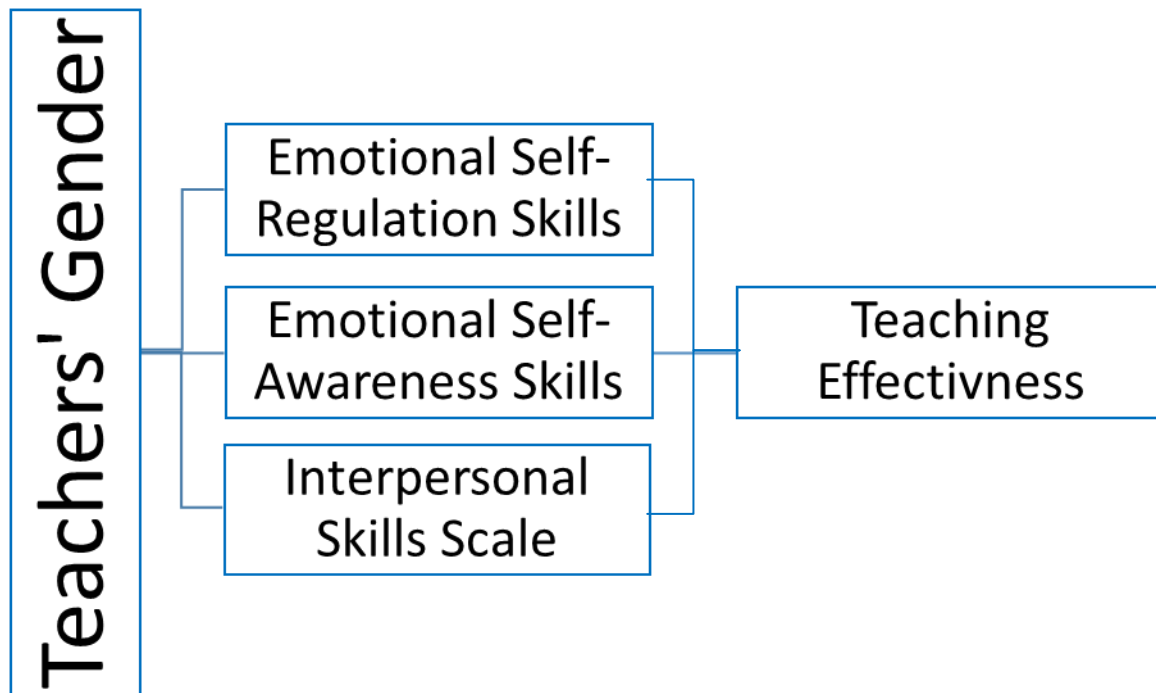 Teachers' Gender
Emotional Self-
Regulation Skills
Emotional Self-
Awareness Skills
Interpersonal
Skills Scale
Teaching
Effectivness